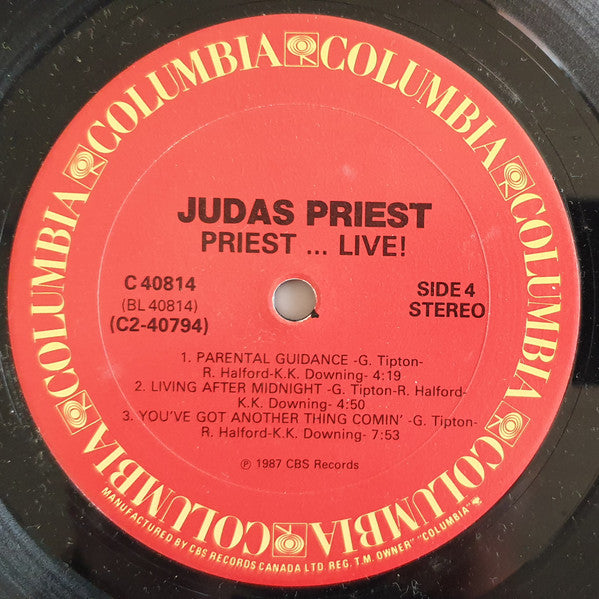 COLUMBIA COLUMBIA COLUMBIA COLUMBIA COLUMBIA COLUMBIA COLUMBIA COLUMBIA
JUDAS PRIEST
PRIEST ... LIVE!
C 40814
(BL 40814)
(C2-40794)
SIDE 4
STEREO
1. PARENTAL GUIDANCE -G. Tipton-
R. Halford-K.K. Downing- 4:19
2. LIVING AFTER MIDNIGHT -G. Tipton-R. Halford-
K.K. Downing- 4:50
3. YOU'VE GOT ANOTHER THING COMIN' -G. Tipton-
R. Halford-K.K. Downing- 7:53
℗ 1987 CBS Records
MANUFACTURED BY CBS RECORDS CANADA LTD. REG. T.M. OWNER" "COLUMBIA",